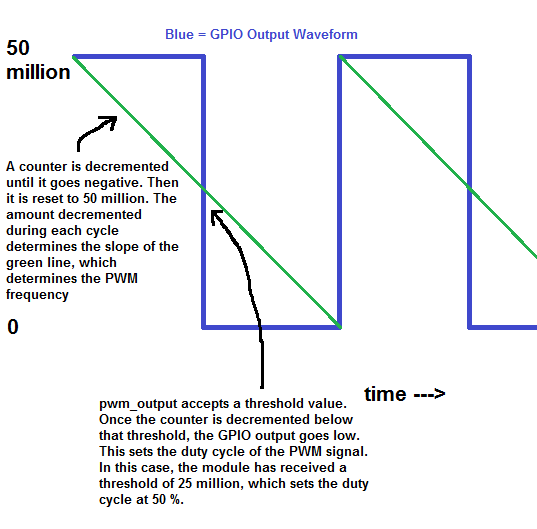 Blue = GPIO Output Waveform
50
million
A counter is decremented
until it goes negative. Then
it is reset to 50 million. The
amount decremented
during each cycle
determines the slope of the
green line, which
determines the PWM
frequency
0
time --->
pwm_output accepts a threshold value.
Once the counter is decremented below
that threshold, the GPIO output goes low.
This sets the duty cycle of the PWM signal.
In this case, the module has received a
threshold of 25 million, which sets the duty
cycle at 50 %.